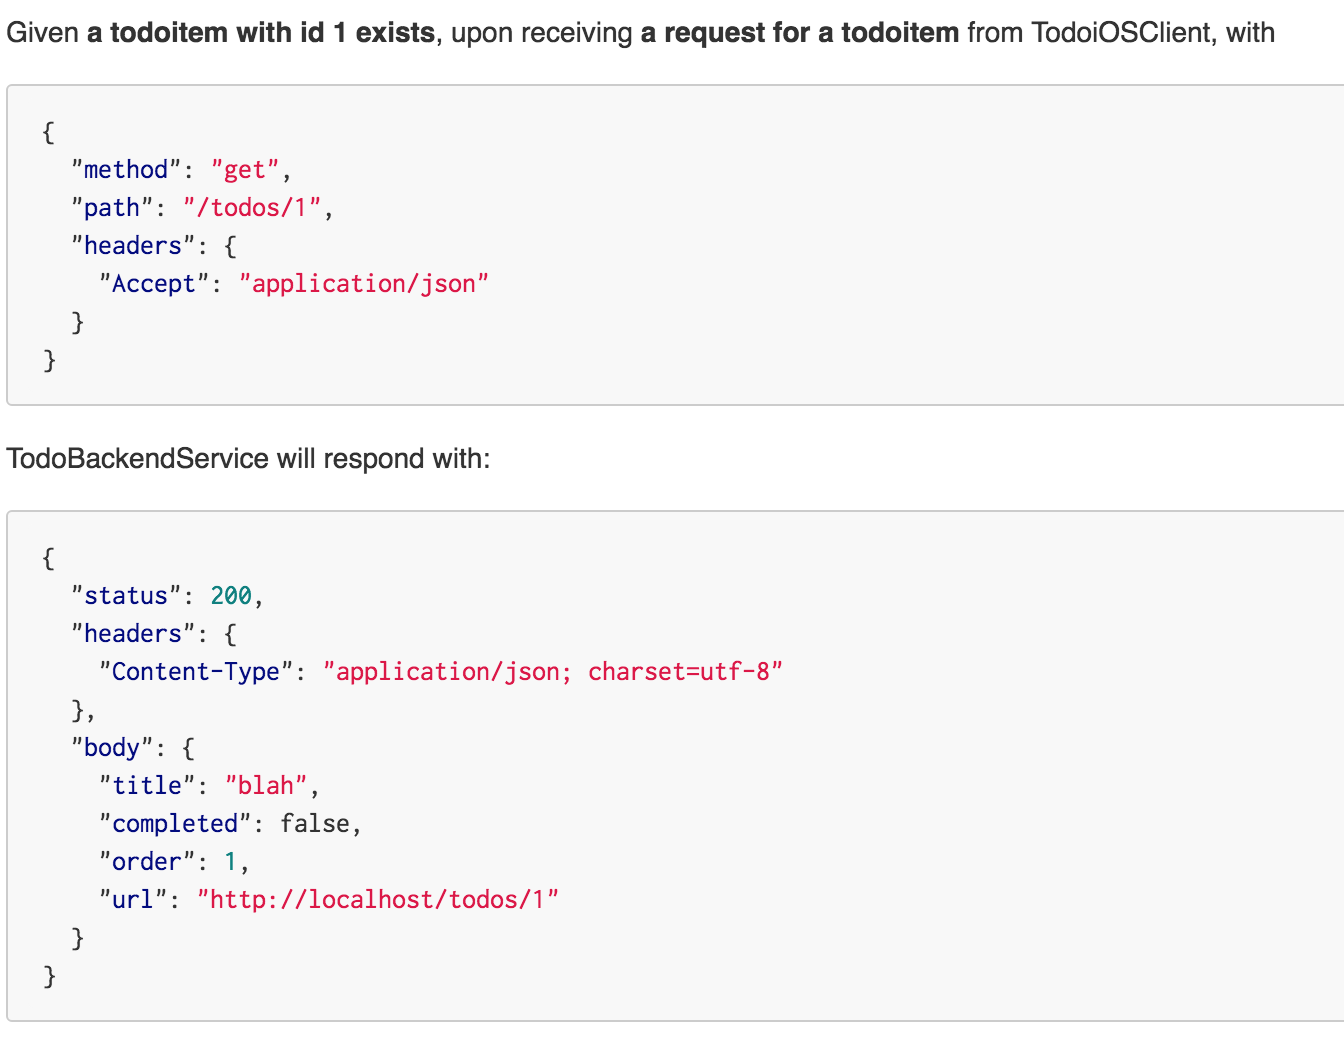 Given a todoitem with id 1 exists, upon receiving a request for a todoitem from TodoiOSClient, with
{
  "method": "get",
  "path": "/todos/1",
  "headers": {
    "Accept": "application/json"
  }
}
TodoBackendService will respond with:
{
  "status": 200,
  "headers": {
    "Content-Type": "application/json; charset=utf-8"
  },
  "body": {
    "title": "blah",
    "completed": false,
    "order": 1,
    "url": "http://localhost/todos/1"
  }
}